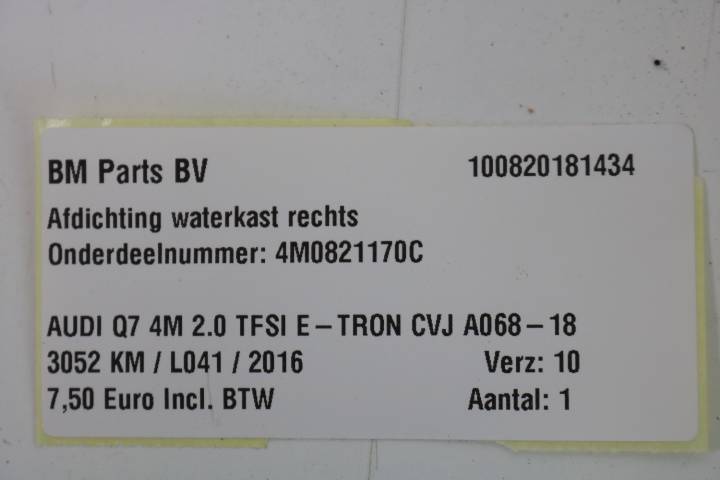 BM Parts BV 100820181434
Afdichting waterkast rechts
Onderdeelnummer: 4M0821170C
AUDI Q7 4M 2.0 TFSI E-TRON CVJ A068-18
3052 KM / L041 / 2016 Verz: 10
7,50 Euro Incl. BTW Aantal: 1